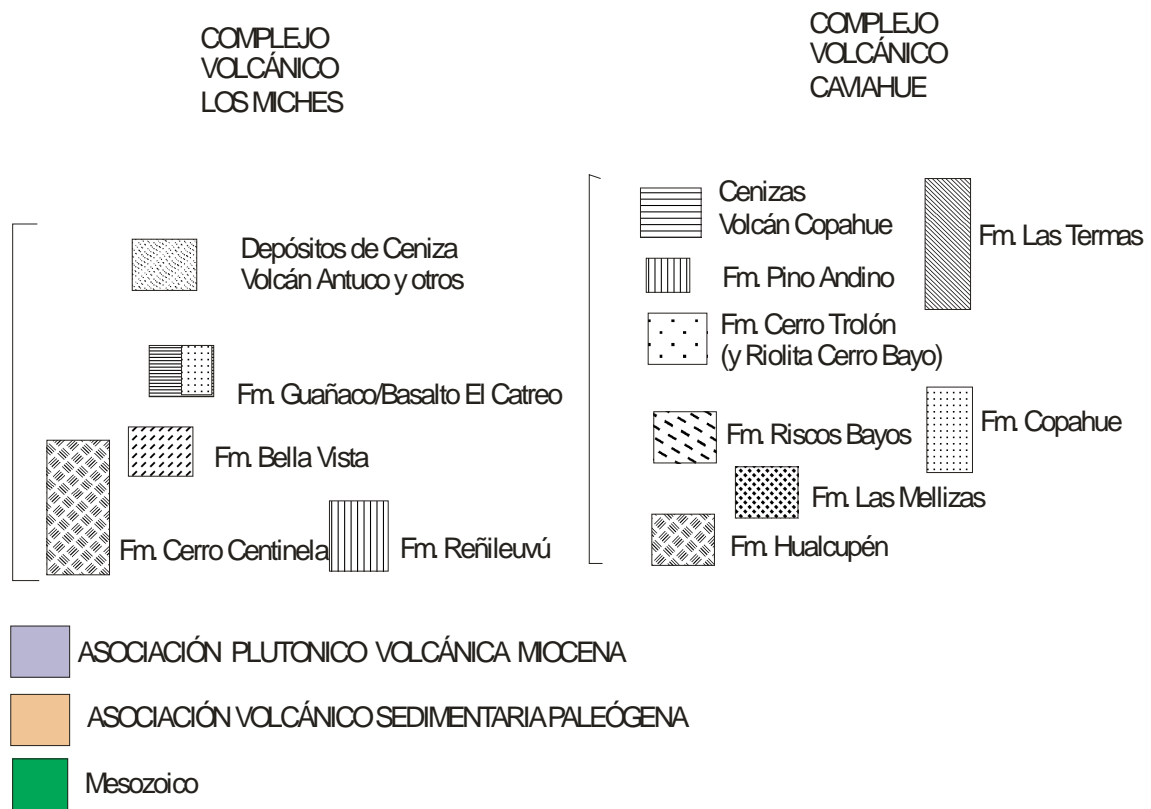 COMPLEJO
VOLCÁNICO
LOS MICHES
Depósitos de Ceniza
Volcán Antuco y otros
Fm. Guañaco/Basalto El Catreo
Fm. Bella Vista
Fm. Cerro Centinela
Fm. Reñileuvú
COMPLEJO
VOLCÁNICO
CAVIAHUE
Cenizas
Volcán Copahue
Fm. Las Termas
Fm. Pino Andino
Fm. Cerro Trolón
(y Riolita Cerro Bayo)
Fm. Riscos Bayos
Fm. Copahue
Fm. Las Mellizas
Fm. Hualcupén
ASOCIACIÓN PLUTONICO VOLCÁNICA MIOCENA
ASOCIACIÓN VOLCÁNICO SEDIMENTARIA PALEÓGENA
Mesozoico